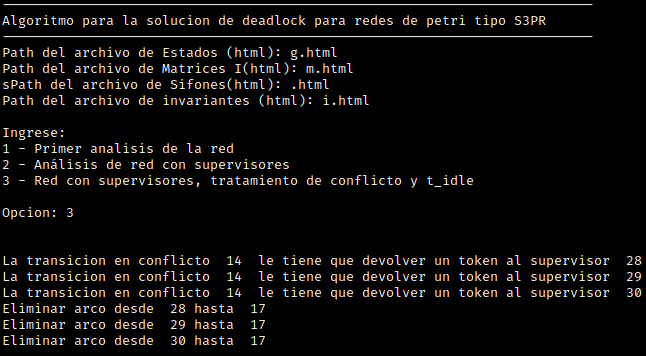 Algoritmo para la solucion de deadlock para redes de petri tipo S3PR
Path del archivo de Estados (html): g.html
Path del archivo de Matrices I(html): m.html
sPath del archivo de Sifones(html): .html
Path del archivo de invariantes (html): i.html
Ingrese:
1 - Primer analisis de la red
2 - Análisis de red con supervisores
3 - Red con supervisores, tratamiento de conflicto y t_idle
Opcion: 3
La transicion en conflicto  14  le tiene que devolver un token al supervisor  28
La transicion en conflicto  14  le tiene que devolver un token al supervisor  29
La transicion en conflicto  14  le tiene que devolver un token al supervisor  30
Eliminar arco desde  28 hasta  17
Eliminar arco desde  29 hasta  17
Eliminar arco desde  30 hasta  17